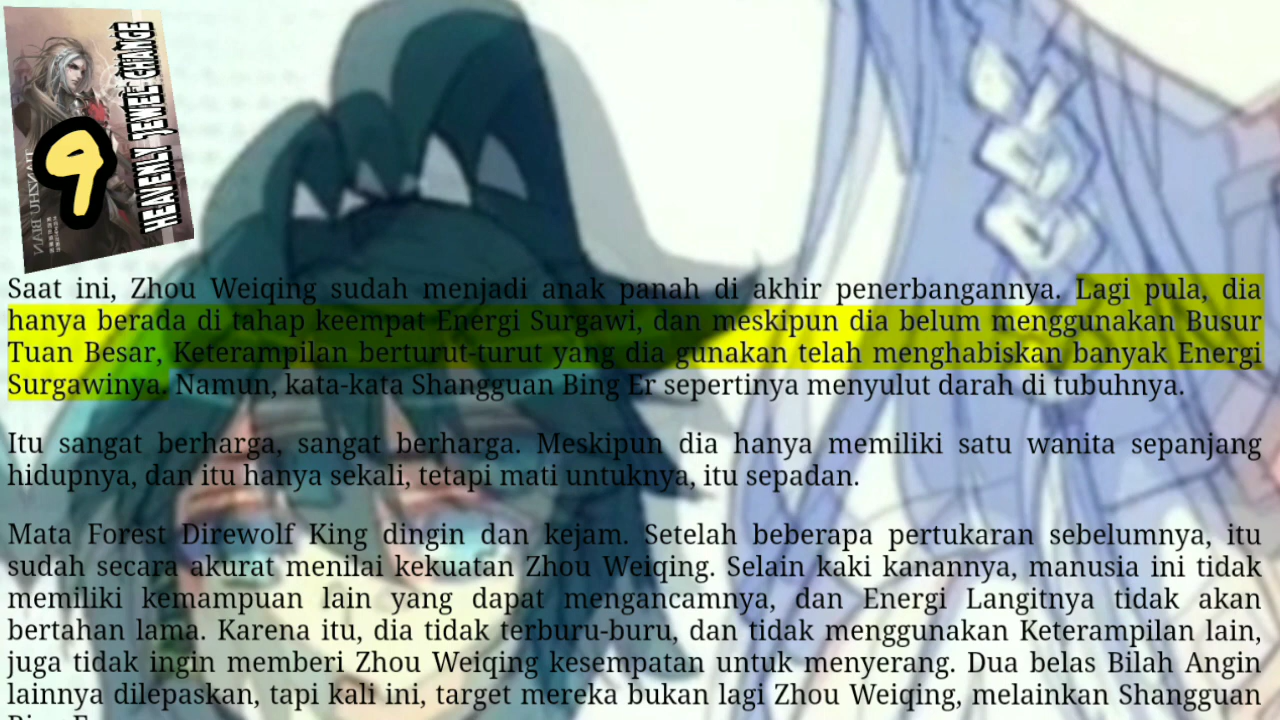 HEAVENLY JEWEL CHANGE
9
Saat ini, Zhou Weiqing sudah menjadi anak panah di akhir penerbangannya. Lagi pula, dia
hanya berada di tahap keempat Energi Surgawi, dan meskipun dia belum menggunakan Busur
Tuan Besar, Keterampilan berturut-turut yang dia gunakan telah menghabiskan banyak Energi
Surgawinya. Namun, kata-kata Shangguan Bing Er sepertinya menyulut darah di tubuhnya.
Itu sangat berharga, sangat berharga. Meskipun dia hanya memiliki satu wanita sepanjang
hidupnya, dan itu hanya sekali, tetapi mati untuknya, itu sepadan.
Mata Forest Direwolf King dingin dan kejam. Setelah beberapa pertukaran sebelumnya, itu
sudah secara akurat menilai kekuatan Zhou Weiqing. Selain kaki kanannya, manusia ini tidak
memiliki kemampuan lain yang dapat mengancamnya, dan Energi Langitnya tidak akan
bertahan lama. Karena itu, dia tidak terburu-buru, dan tidak menggunakan Keterampilan lain,
juga tidak ingin memberi Zhou Weiqing kesempatan untuk menyerang. Dua belas Bilah Angin
lainnya dilepaskan, tapi kali ini, target mereka bukan lagi Zhou Weiqing, melainkan Shangguan